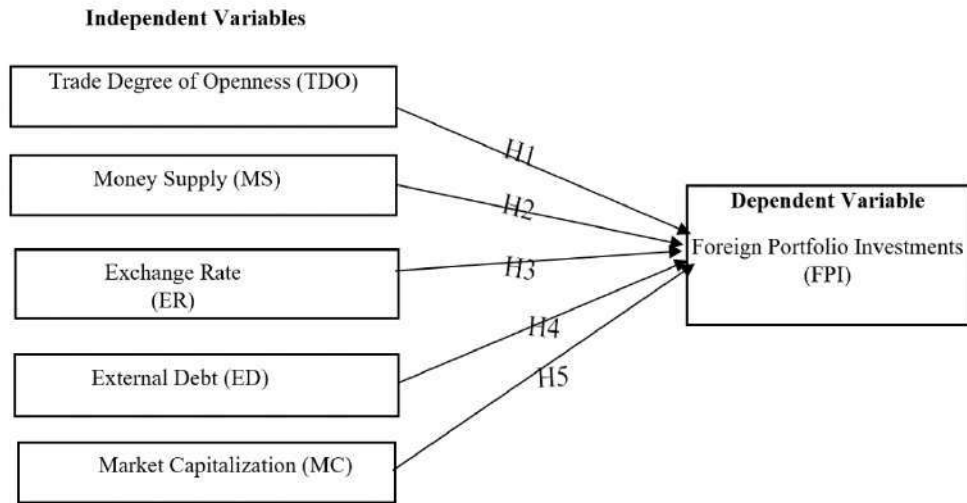 Independent Variables
Trade Degree of Openness (TDO)
Money Supply (MS)
Exchange Rate
(ER)
External Debt (ED)
Market Capitalization (MC)
H1
H2
H3
H4
H5
Dependent Variable
Foreign Portfolio Investments
(FPI)